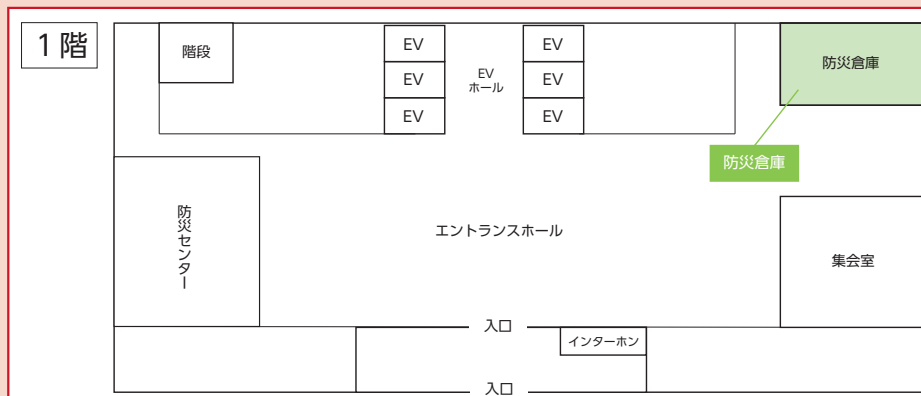 1階
階段
EV
EV
EV
EV
ホール
EV
EV
EV
防災倉庫
防災倉庫
防災センター
エントランスホール
集会室
入口
インターホン
入口